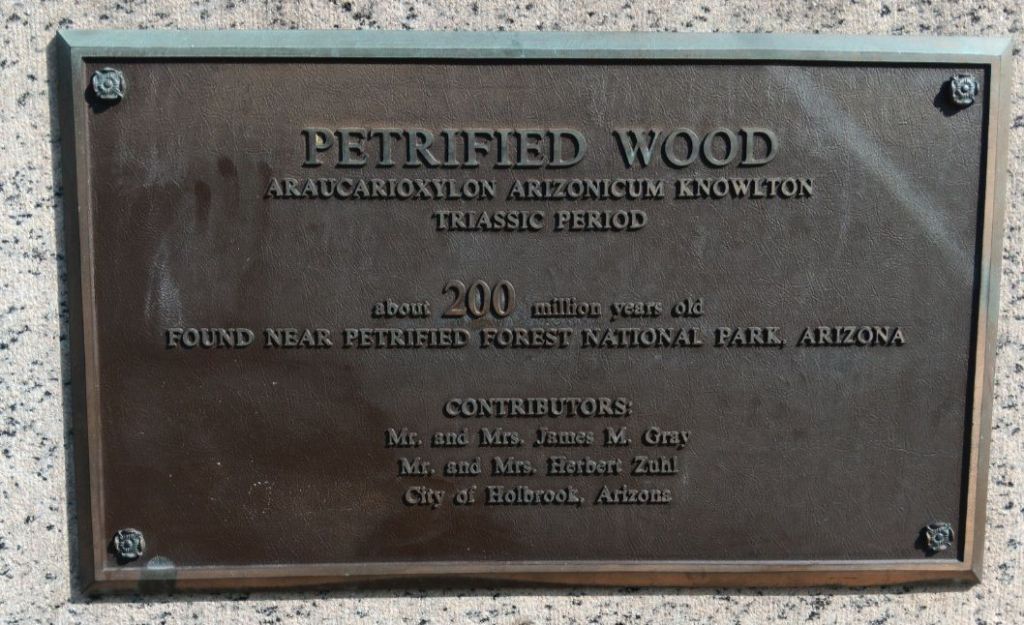 PETRIFIED WOOD
ARAUCARIOXYLON ARIZONICUM KNOWLTON
TRIASSIC PERIOD
about 200 million years old
FOUND NEAR PETRIFIED FOREST NATIONAL PARK, ARIZONA
CONTRIBUTORS:
Mr. and Mrs. James M. Gray
Mr. and Mrs. Herbert Zuhl
City of Holbrook, Arizona